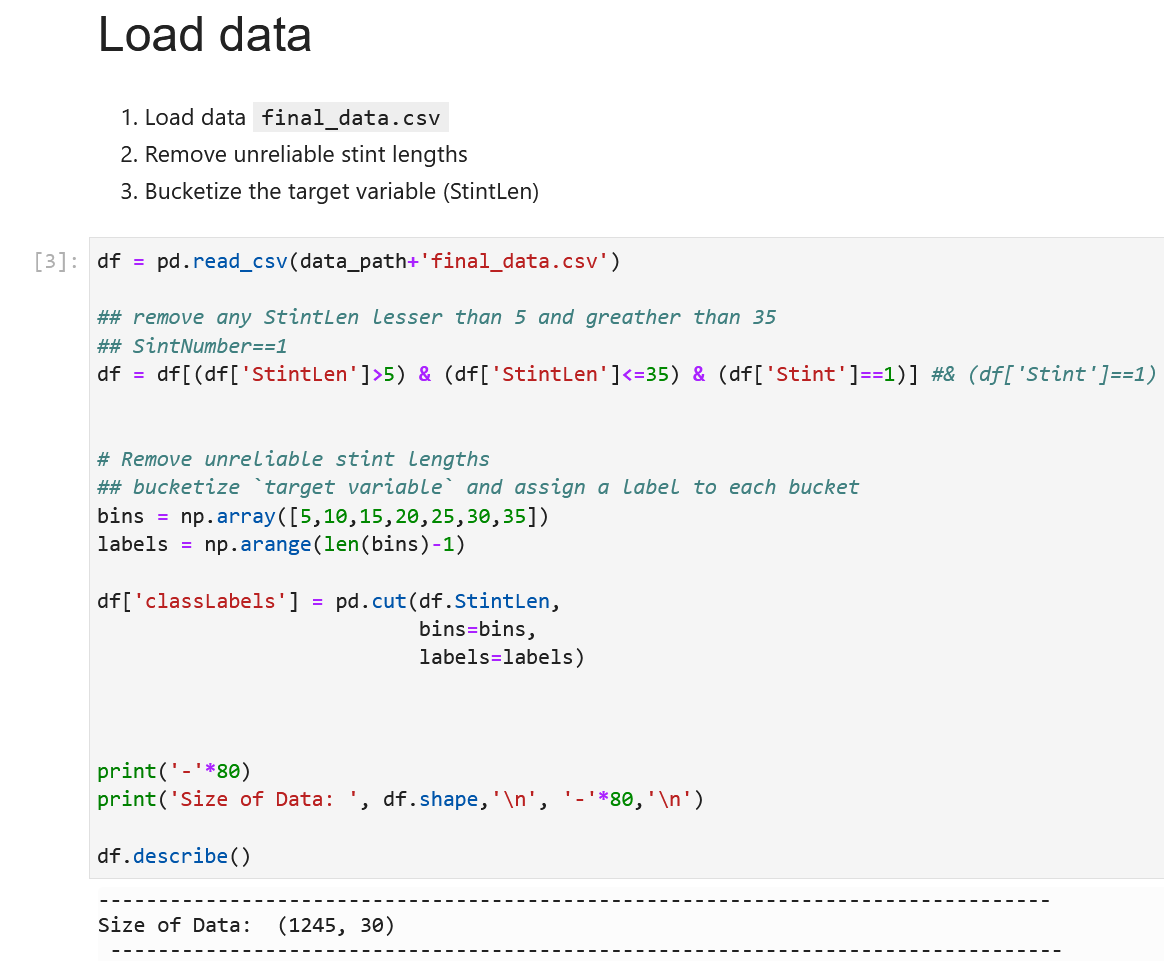 Load data
1. Load data final_data.csv
2. Remove unreliable stint lengths
3. Bucketize the target variable (StintLen)
[3]: df = pd.read_csv(data_path+'final_data.csv')
## remove any StintLen lesser than 5 and greather than 35
## SintNumber==1
df = df[(df['StintLen']>5) & (df['StintLen']<=35) & (df['Stint']==1)] #& (df['Stint']==1)
# Remove unreliable stint lengths
## bucketize `target variable` and assign a label to each bucket
bins = np.array([5,10,15,20,25,30,35])
labels = np.arange(len(bins)-1)
df['classLabels'] = pd.cut(df.StintLen,
bins=bins,
labels=labels)
print('-'*80)
print('Size of Data: ', df.shape,'\n', '-'*80,'\n')
df.describe()
--------------------------------------------------------------------------------
Size of Data:  (1245, 30)
--------------------------------------------------------------------------------